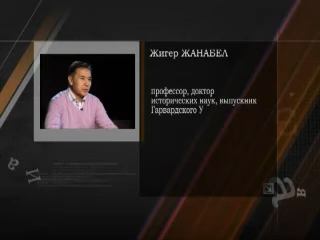 Жигер ЖАНАБЕЛ
профессор, доктор
исторических наук, выпускник
Гарвардского У